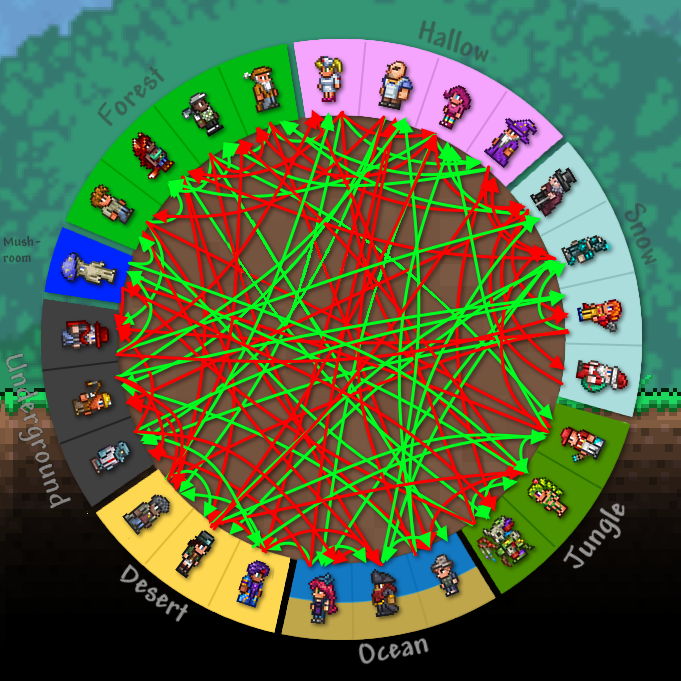 Hallow
Forest
Snow
Mush-
room
Underground
Jungle
Desert
Ocean